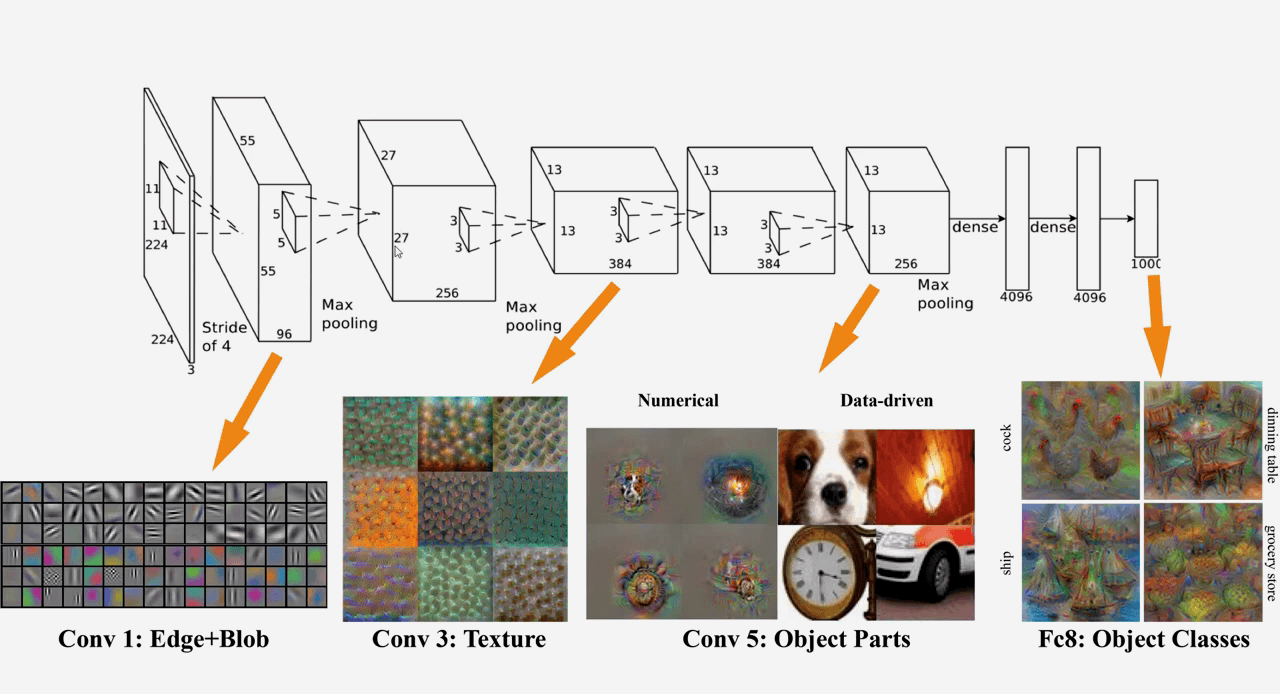 55
27
13
13
13
11
11
224
5
5
55
27
3
3
13
3
3
13
3
3
13
224
3
Stride
of 4
96
Max
pooling
256
Max
pooling
384
384
256
Max
pooling
dense
dense
4096
4096
1000
Numerical
Data-driven
cock
dinning table
ship
grocery store
Conv 1: Edge+Blob
Conv 3: Texture
Conv 5: Object Parts
Fc8: Object Classes